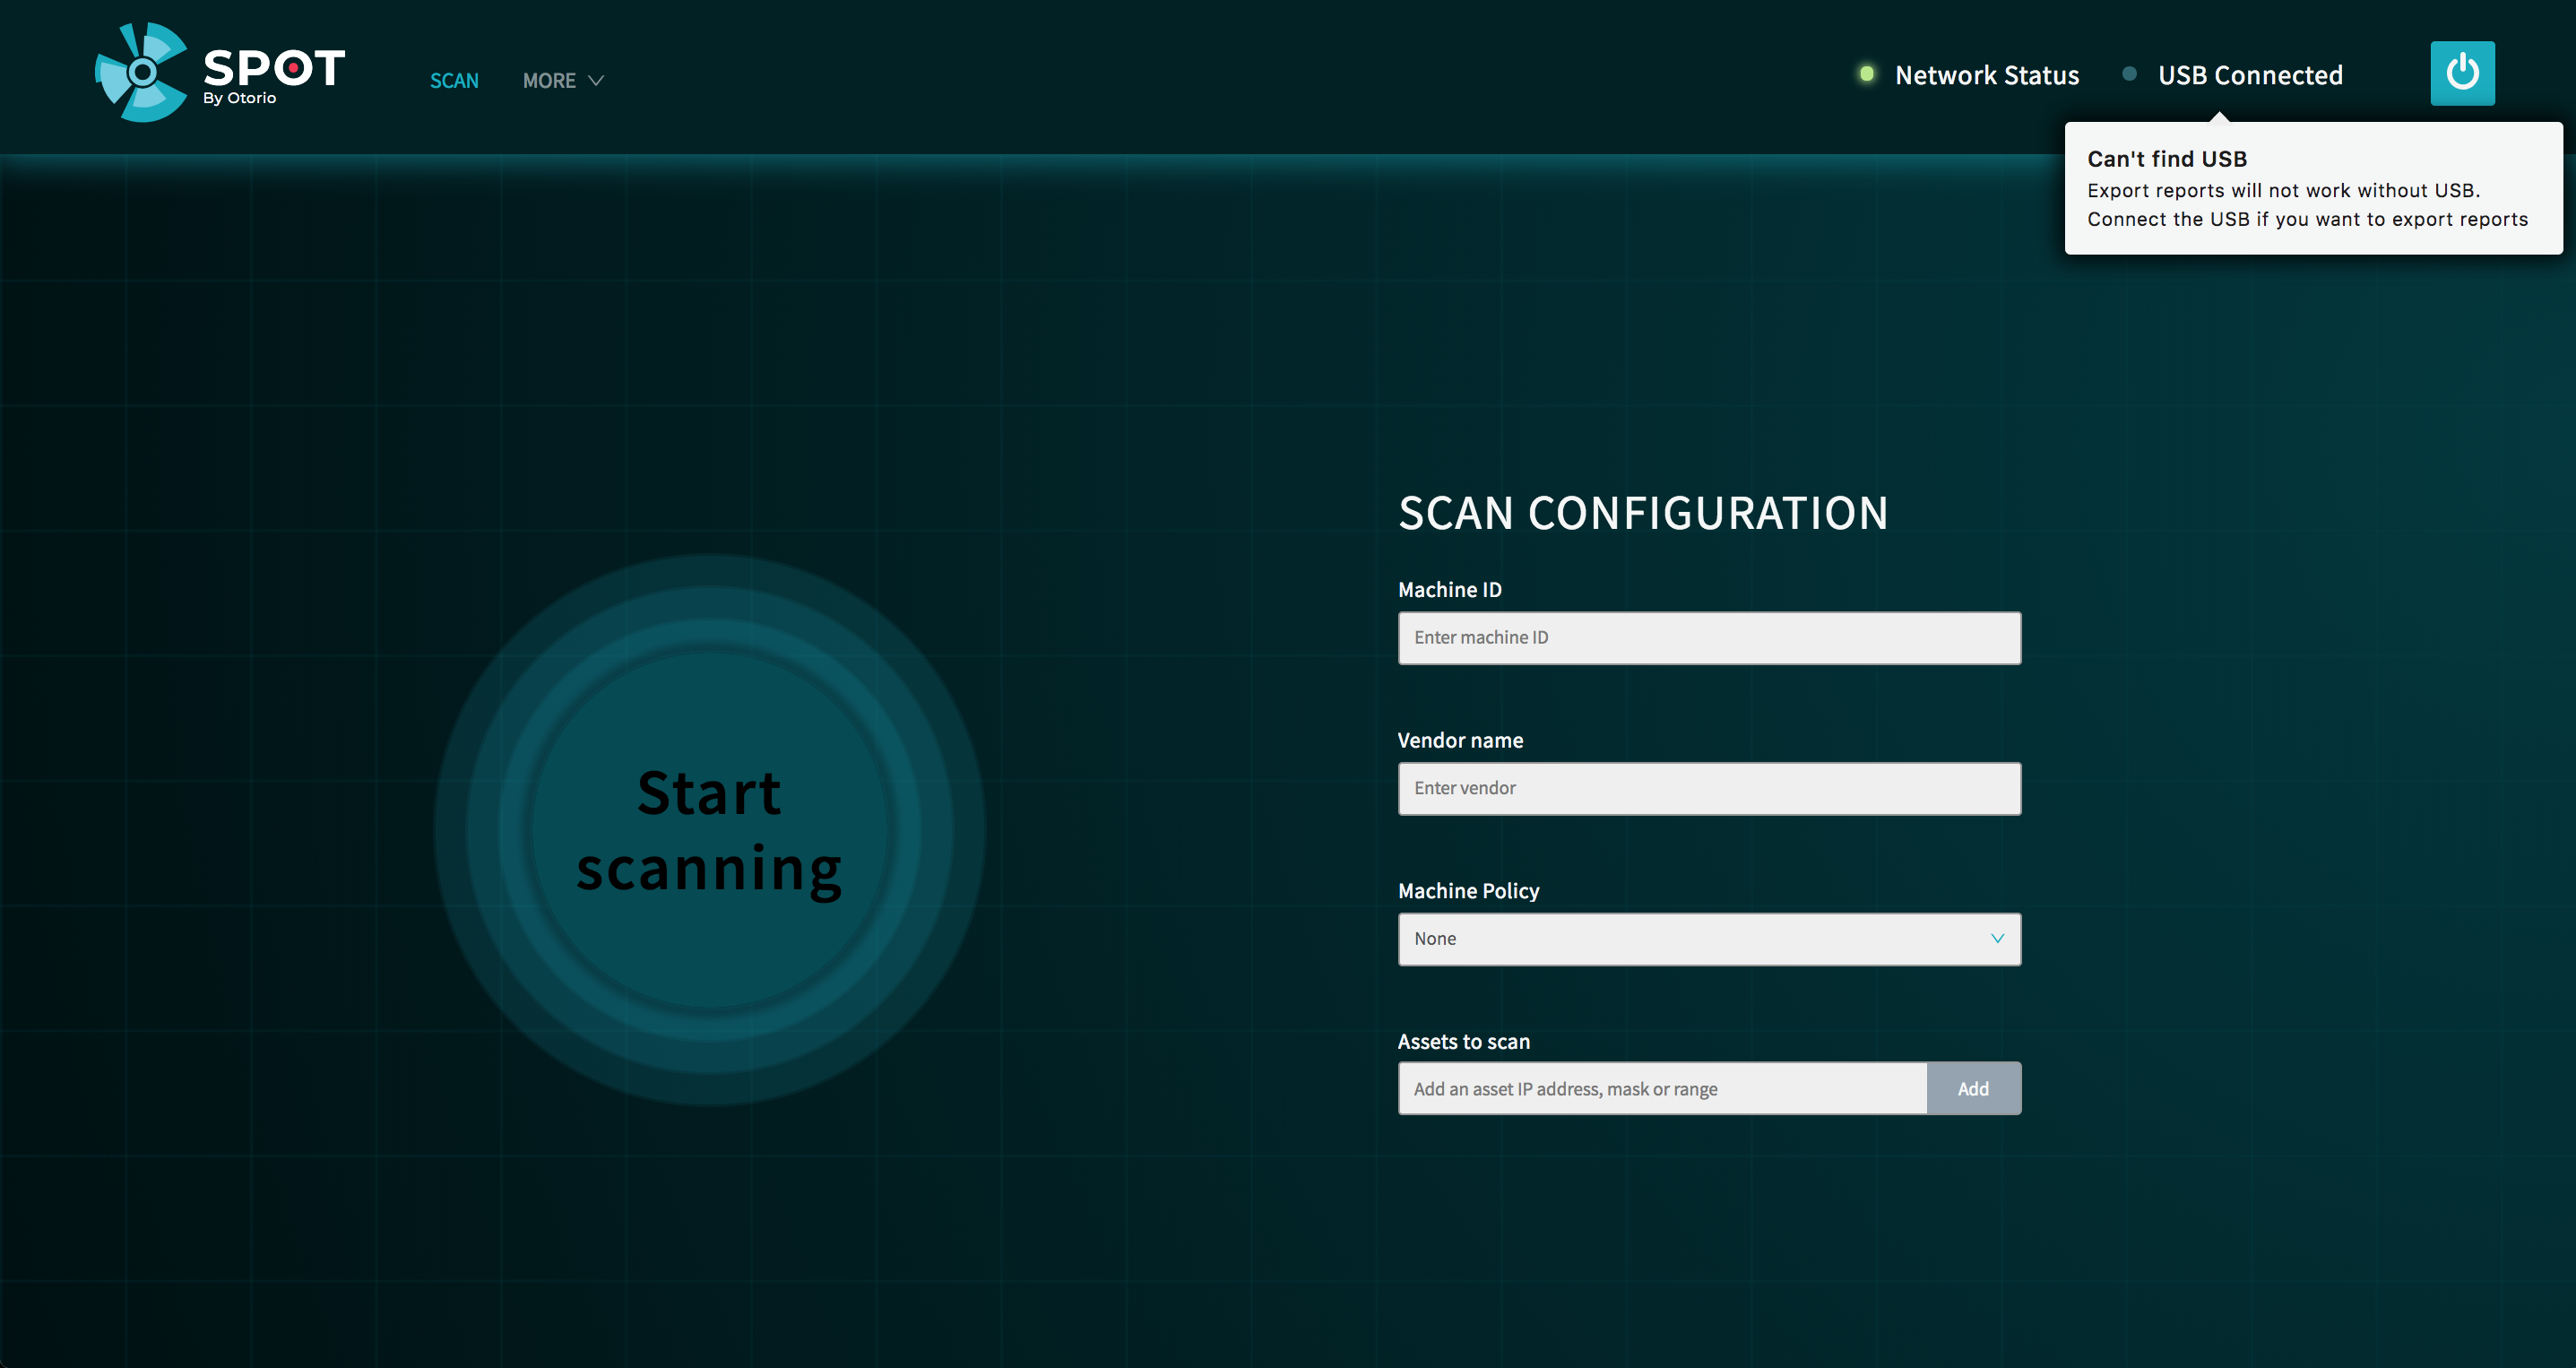 SPOT
By Otorio
SCAN
MORE
Network Status
USB Connected
Can't find USB
Export reports will not work without USB.
Connect the USB if you want to export reports
Start
scanning
SCAN CONFIGURATION
Machine ID
Enter machine ID
Vendor name
Enter vendor
Machine Policy
None
Assets to scan
Add an asset IP address, mask or range
Add